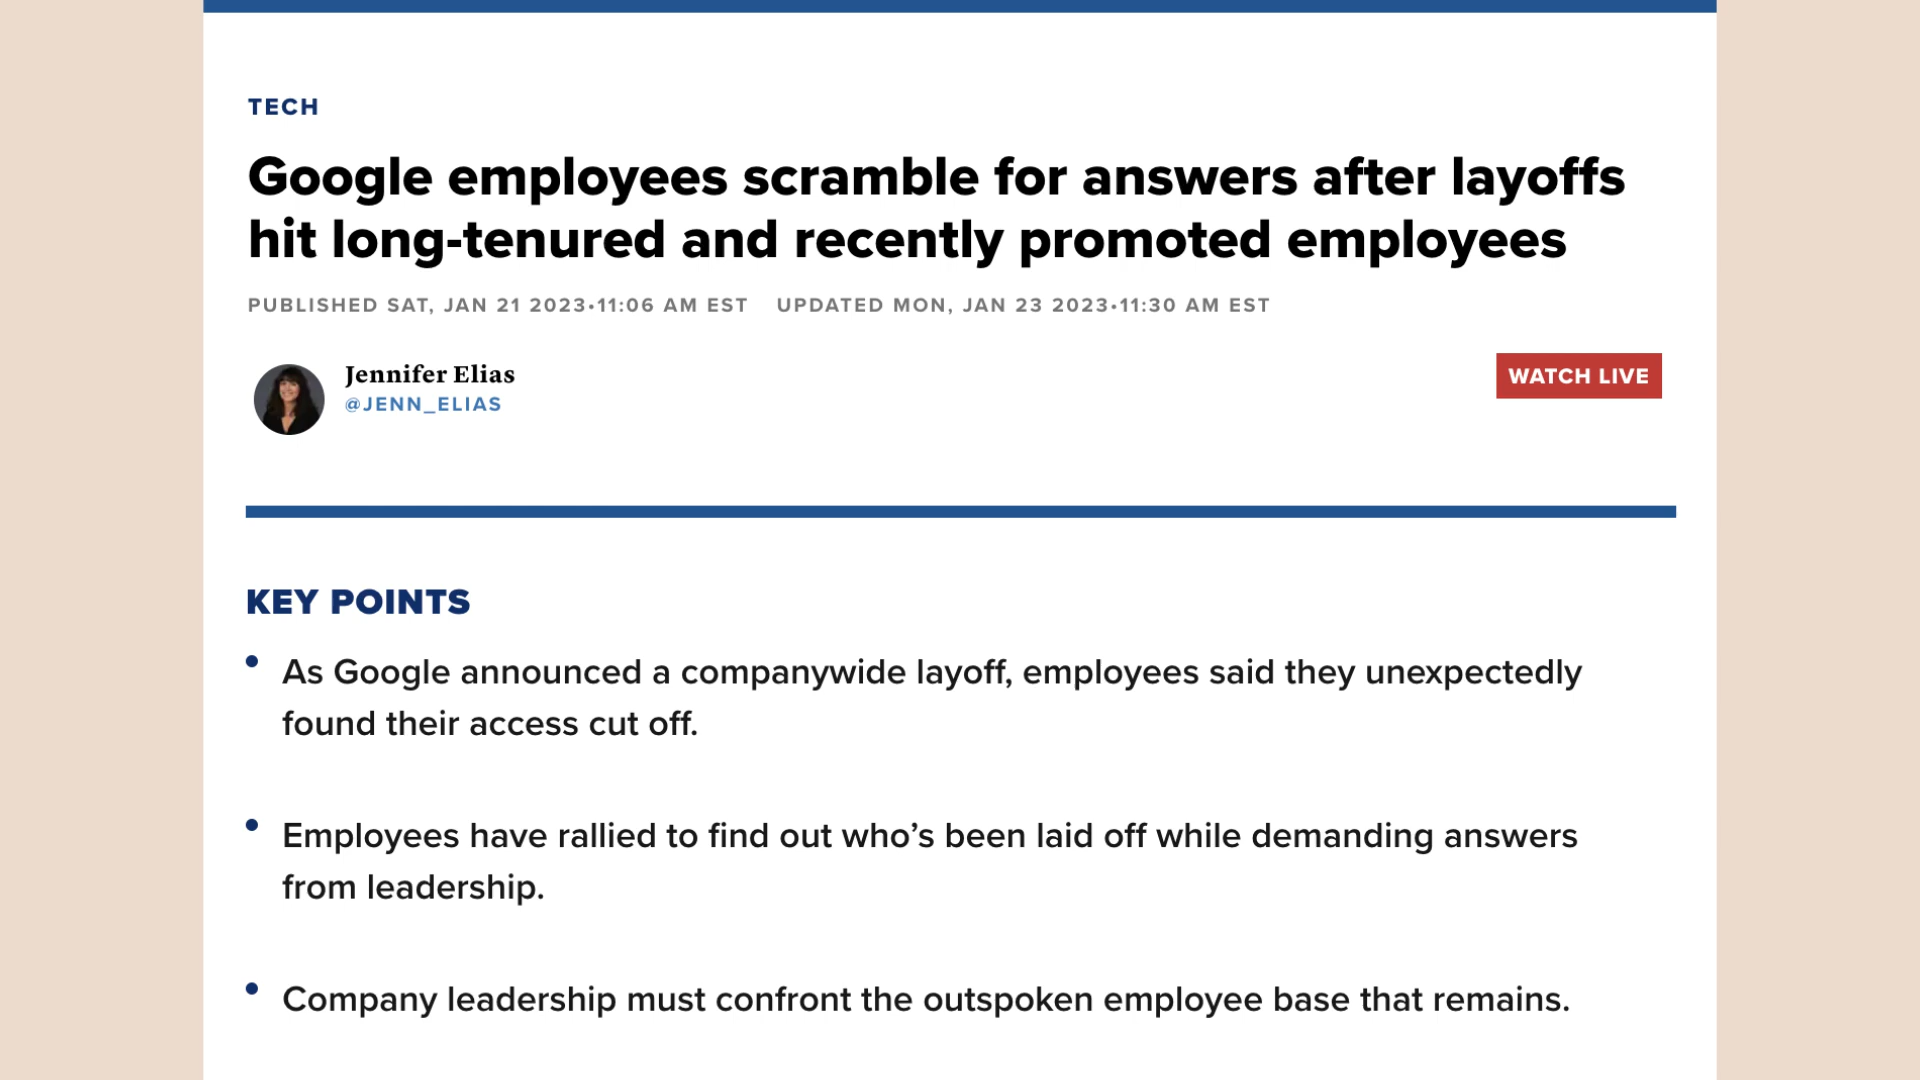 TECH
Google employees scramble for answers after layoffs
hit long-tenured and recently promoted employees
PUBLISHED SAT, JAN 21 2023•11:06 AM EST UPDATED MON, JAN 23 2023•11:30 AM EST
Jennifer Elias
@JENN_ELIAS
WATCH LIVE
KEY POINTS
• As Google announced a companywide layoff, employees said they unexpectedly
found their access cut off.
• Employees have rallied to find out who’s been laid off while demanding answers
from leadership.
• Company leadership must confront the outspoken employee base that remains.